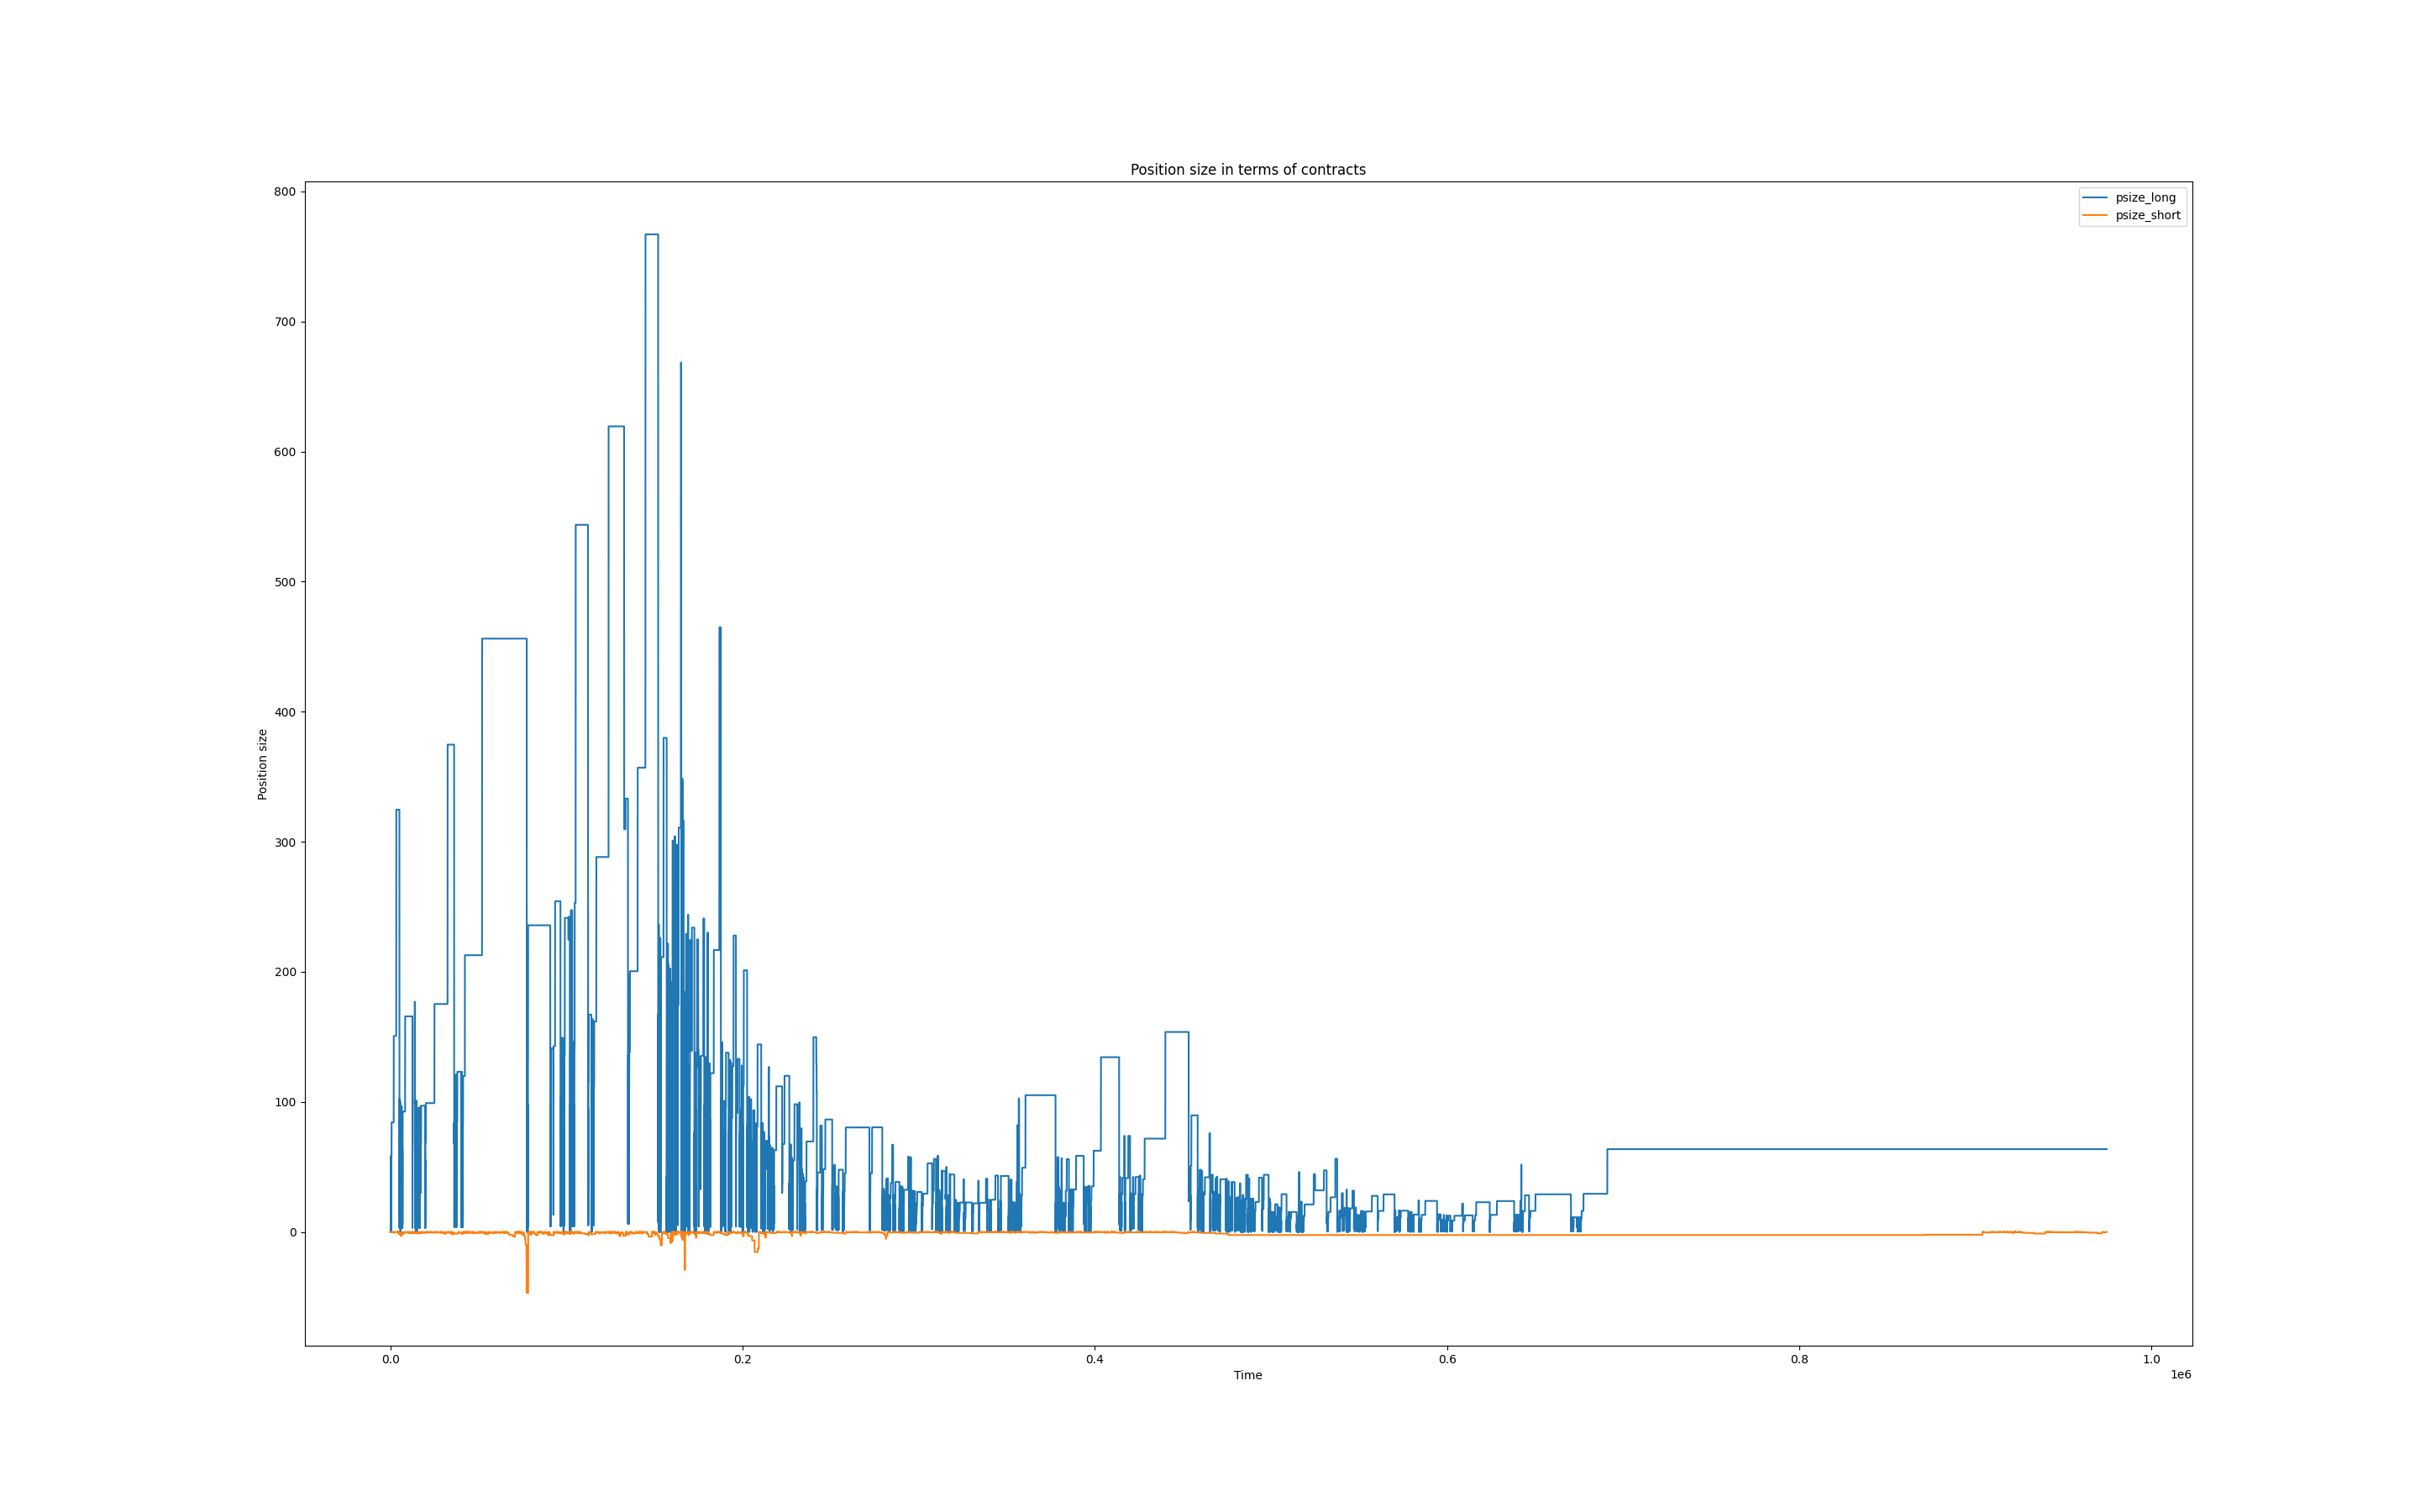 Position size in terms of contracts
psize_long
psize_short
800
700
600
500
400
300
200
100
0
Position size
0.0 0.2 0.4 0.6 0.8 1.0
Time
1e6